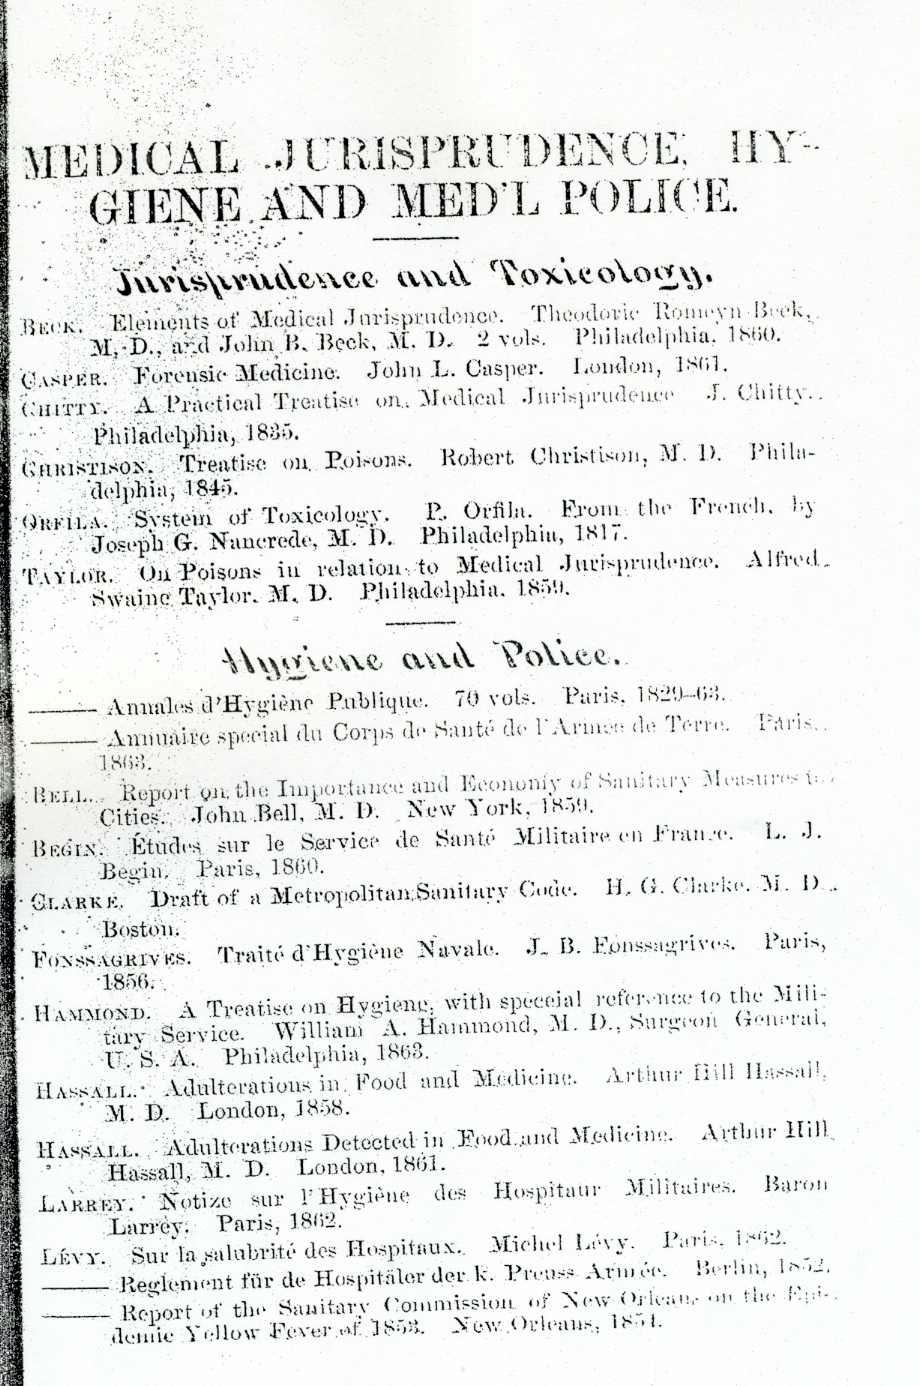 MEDICAL JURISPRUDENCE, HY-
GIENE AND MED'L POLICE.
Jurisprudence and Toxicology.
BECK. Elements of Medical Jurisprudence. Theodoric Romeyn Beck,
M. D., and John B. Beck, M. D. 2 vols. Philadelphia, 1860.
CASPER. Forensic Medicine. John L. Casper. London, 1861.
CHITTY. A Practical Treatise on Medical Jurisprudence J. Chitty.
Philadelphia, 1835.
CHRISTISON. Treatise on Poisons. Robert Christison, M. D. Phila-
delphia, 1845.
ORFILA. System of Toxicology. P. Orfila. From the French, by
Joseph G. Nancrede, M. D. Philadelphia, 1817.
TAYLOR. On Poisons in relation to Medical Jurisprudence. Alfred
Swaine Taylor. M. D. Philadelphia. 1859.
Hygiene and Police.
——— Annales d'Hygiène Publique. 70 vols. Paris, 1829-63.
——— Annuaire special du Corps de Santé de l'Armee de Terre. Paris,
1863.
BELL. Report on the Importance and Economy of Sanitary Measures to
Cities. John Bell, M. D. New York, 1859.
BEGIN. Études sur le Service de Santé Militaire en France. L. J.
Begin. Paris, 1860.
CLARKE. Draft of a Metropolitan Sanitary Code. H. G. Clarke. M. D.
Boston.
FONSSAGRIVES. Traité d'Hygiène Navale. J. B. Fonssagrives. Paris,
1856.
HAMMOND. A Treatise on Hygiene, with speceial reference to the Mili-
tary Service. William A. Hammond, M. D., Surgeon General,
U. S. A. Philadelphia, 1863.
HASSALL. Adulterations in Food and Medicine. Arthur Hill Hassall,
M. D. London, 1858.
HASSALL. Adulterations Detected in Food and Medicine. Arthur Hill
Hassall, M. D. London, 1861.
LARREY. Notize sur l'Hygiène des Hospitaur Militaires. Baron
Larrey. Paris, 1862.
LÉVY. Sur la salubrité des Hospitaux. Michel Lévy. Paris, 1862.
——— Reglement für de Hospitäler der k. Preuss Armée. Berlin, 1852.
——— Report of the Sanitary Commission of New Orleans on the Epi-
demic Yellow Fever of 1853. New Orleans, 1854.